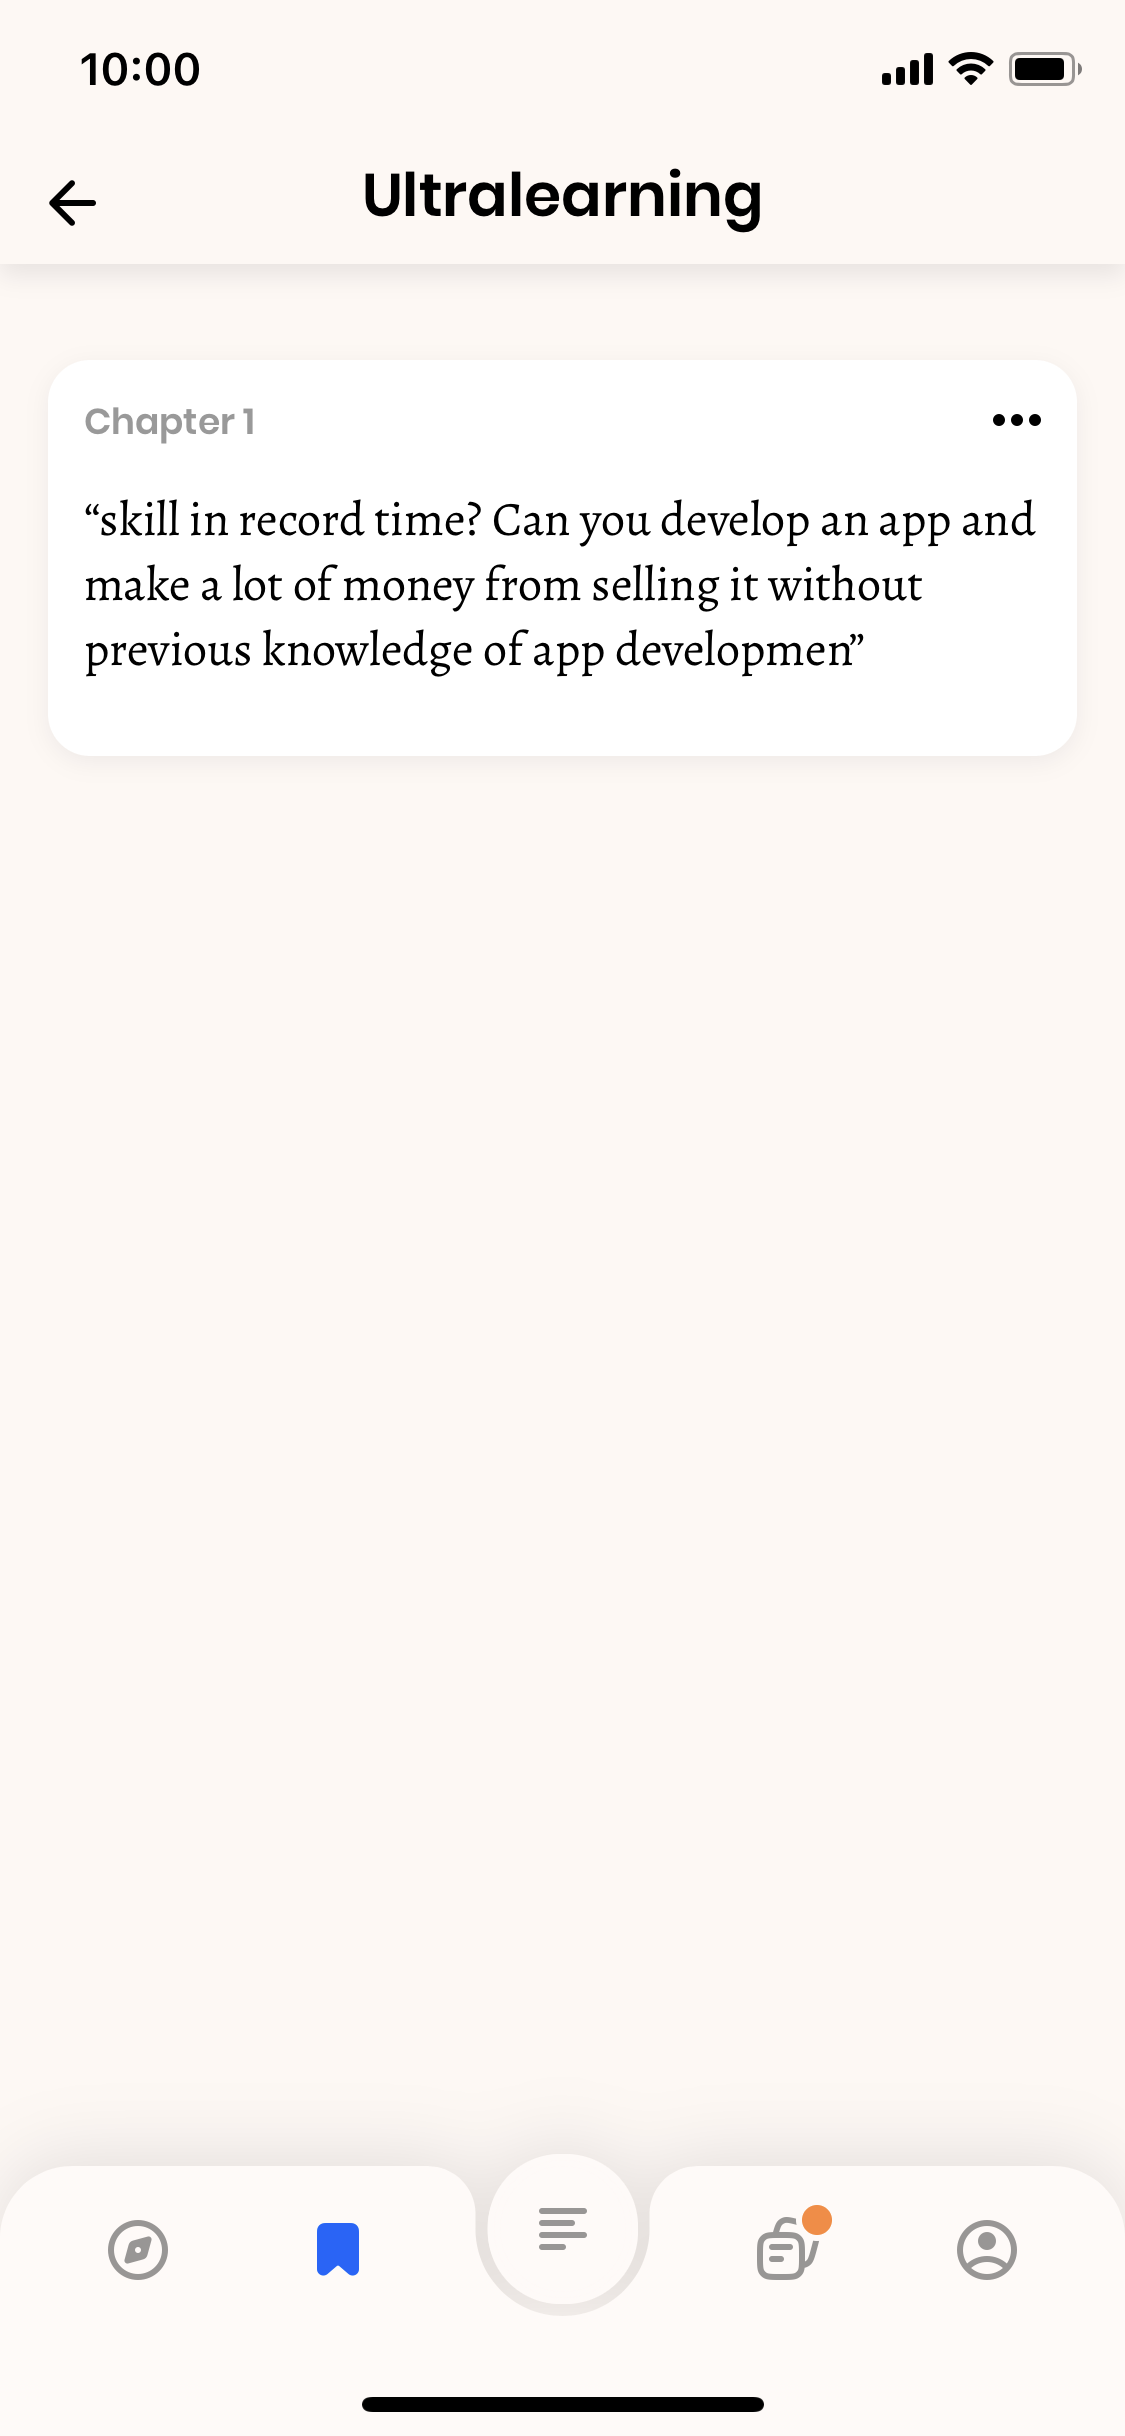 10:00
Ultralearning
Chapter 1
“skill in record time? Can you develop an app and
make a lot of money from selling it without
previous knowledge of app developmen”